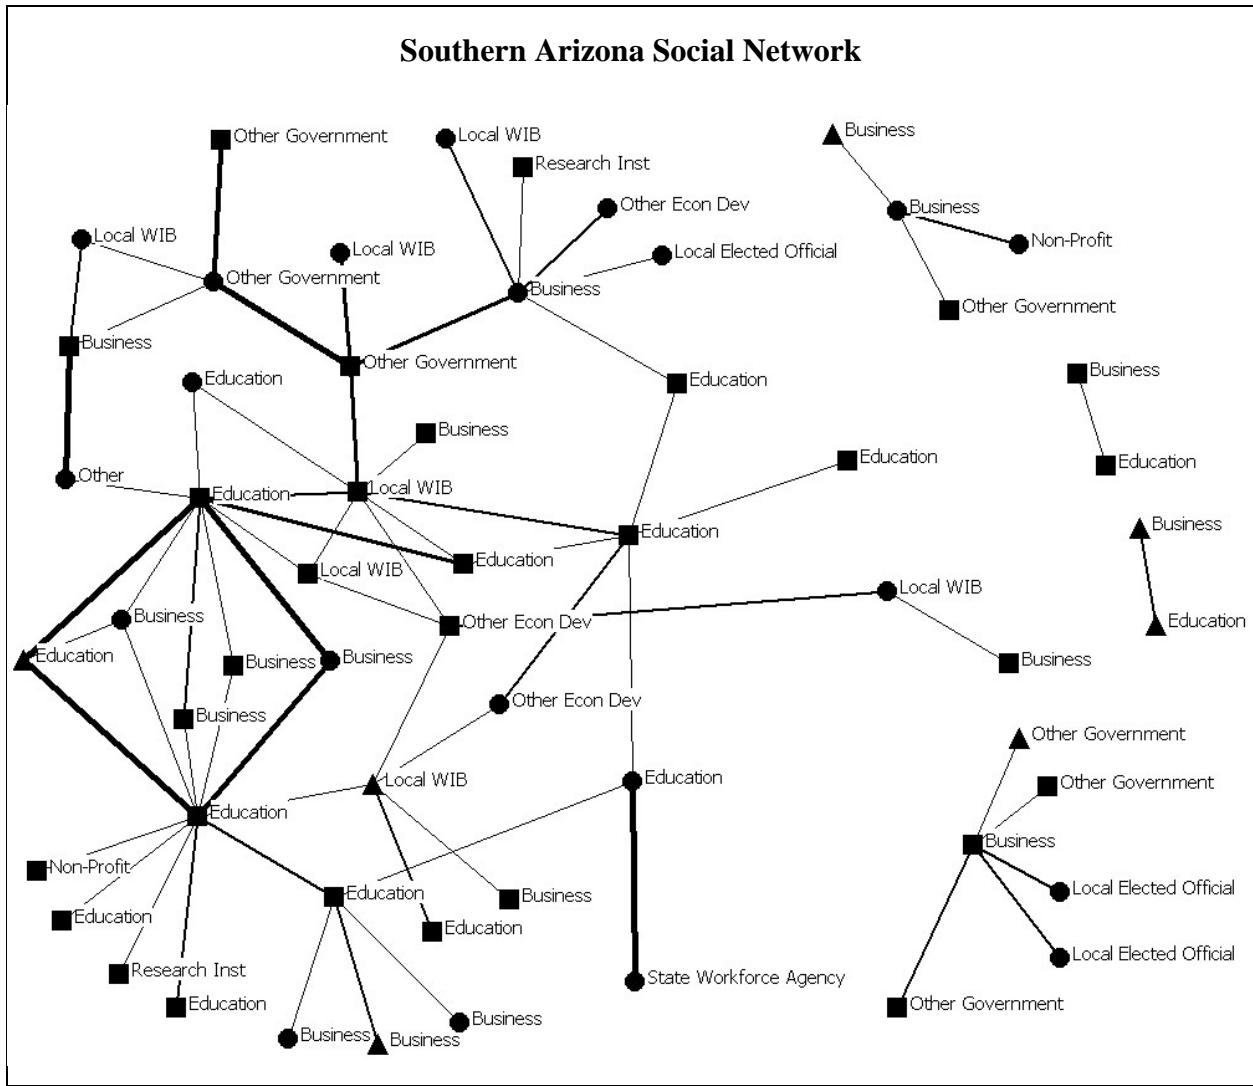 Southern Arizona Social Network
Other Government
Local WIB
Business
Research Inst
Other Econ Dev
Business
Local WIB
Local WIB
Non-Profit
Local Elected Official
Other Government
Business
Other Government
Business
Other Government
Business
Education
Education
Business
Education
Education
Other
Education
Local WIB
Business
Education
Education
Local WIB
Local WIB
Business
Other Econ Dev
Education
Education
Business
Business
Business
Other Econ Dev
Business
Other Government
Local WIB
Education
Other Government
Education
Business
Non-Profit
Education
Business
Local Elected Official
Education
Education
Local Elected Official
Research Inst
State Workforce Agency
Education
Other Government
Business
Business
Business